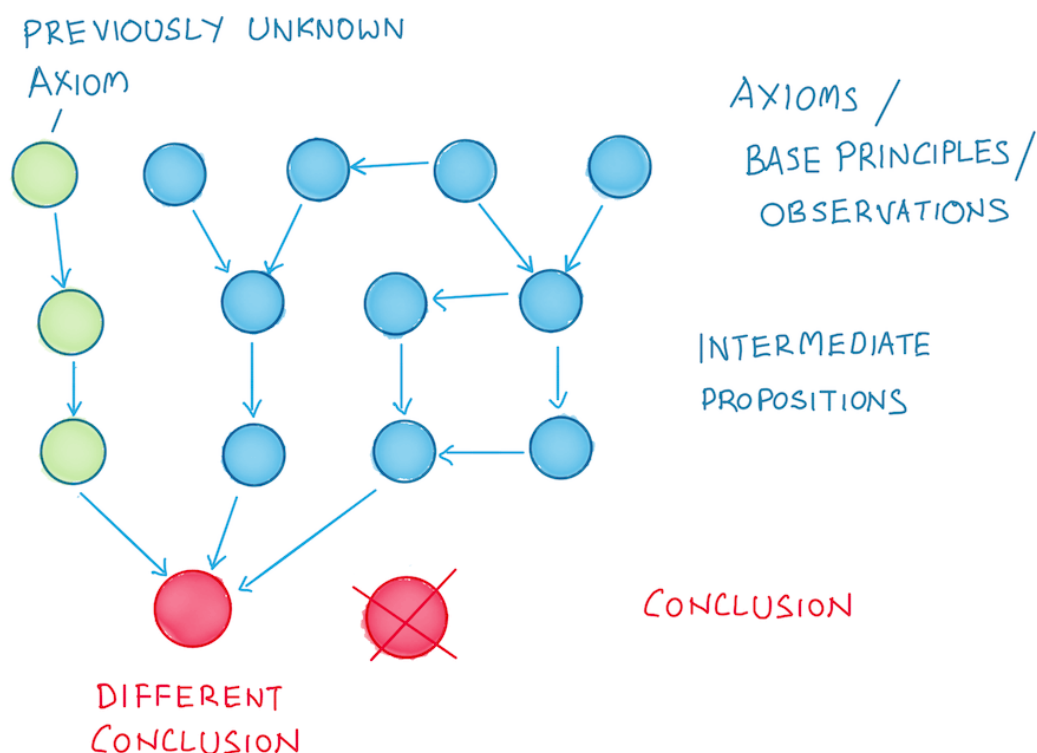 PREVIOUSLY UNKNOWN
AXIOM
AXIOMS /
BASE PRINCIPLES /
OBSERVATIONS
INTERMEDIATE
PROPOSITIONS
CONCLUSION
DIFFERENT
CONCLUSION